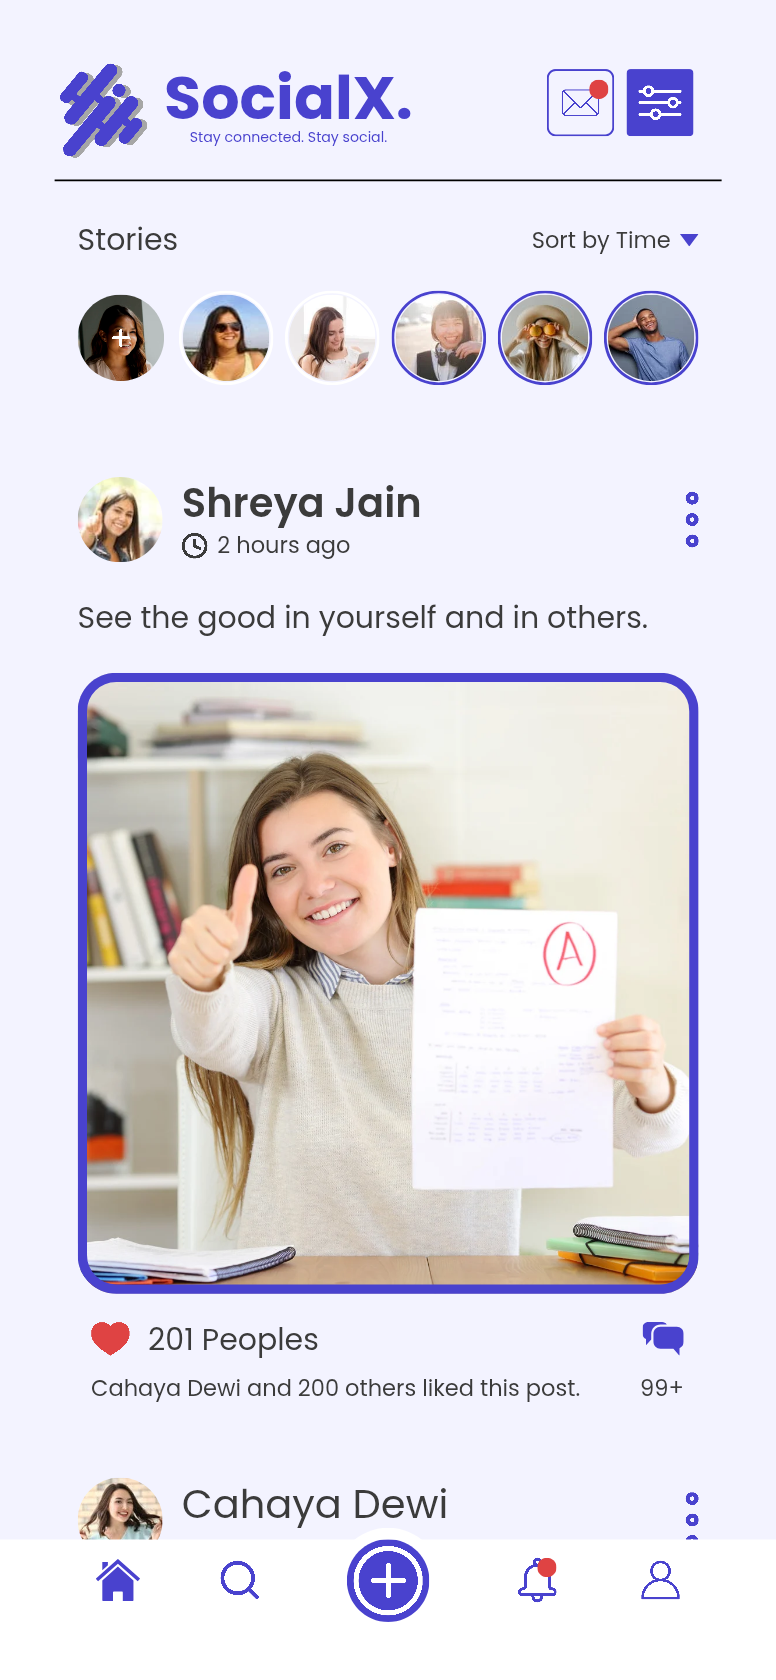 SocialX.
Stay connected. Stay social.
Stories
Sort by Time
Shreya Jain
2 hours ago
See the good in yourself and in others.
A
201 Peoples
Cahaya Dewi and 200 others liked this post.
99+
Cahaya Dewi